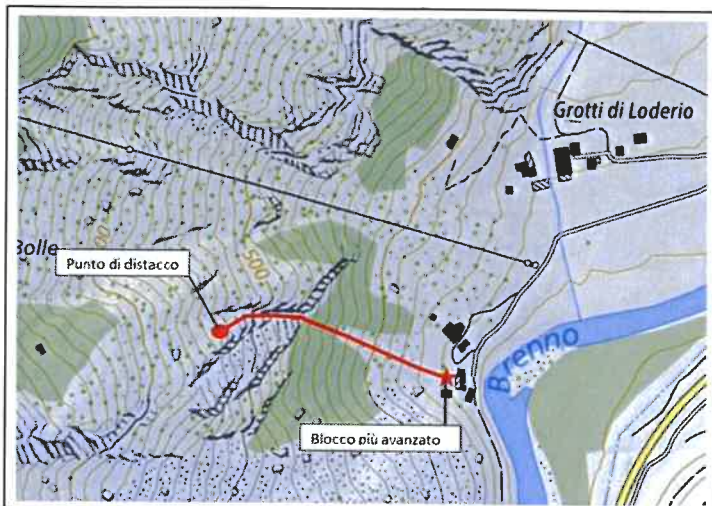 Grotti di Loderio
Bolle
500
Punto di distacco
Brenno
Blocco più avanzato